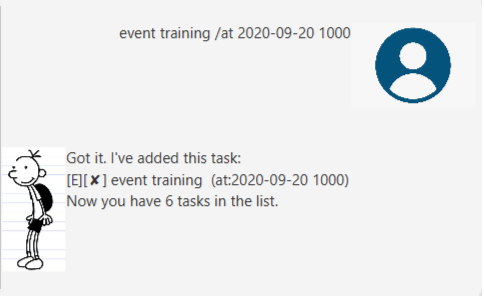 event training /at 2020-09-20 1000
Got it. I've added this task:
[E][✘] event training  (at:2020-09-20 1000)
Now you have 6 tasks in the list.